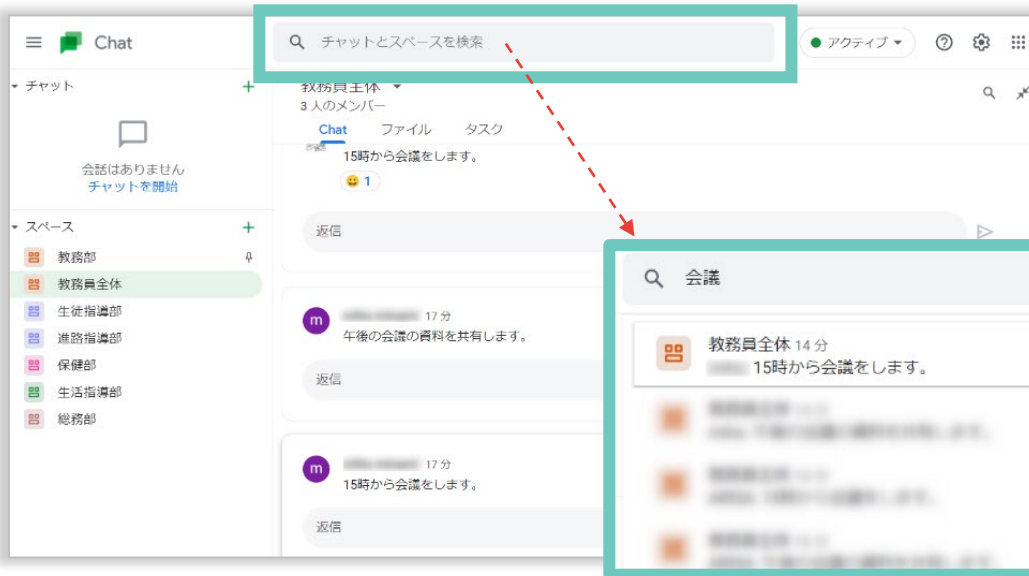 Chat
チャットとスペースを検索
アクティブ
チャット
会話はありません
チャットを開始
スペース
教務部
教務員全体
生徒指導部
進路指導部
保健部
生活指導部
総務部
教務員全体
3 人のメンバー
Chat ファイル タスク
15時から会議をします。
1
返信
m
17 分
午後の会議の資料を共有します。
返信
m
17 分
15時から会議をします。
返信
会議
教務員全体 14 分
15時から会議をします。